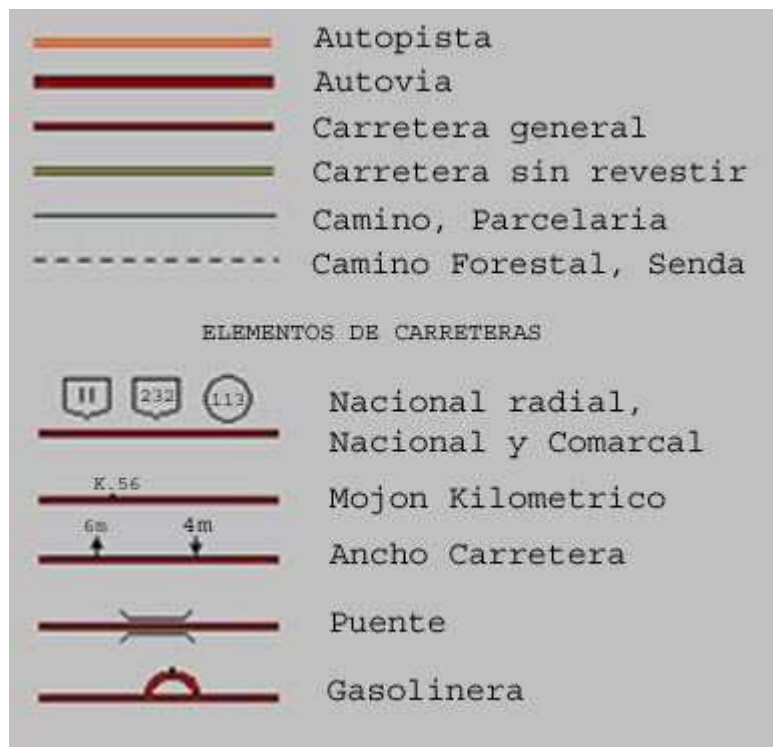 Autopista
Autovia
Carretera general
Carretera sin revestir
Camino, Parcelaria
Camino Forestal, Senda
ELEMENTOS DE CARRETERAS
II 232 113
Nacional radial,
Nacional y Comarcal
K.56
Mojon Kilometrico
6m 4m
Ancho Carretera
Puente
Gasolinera